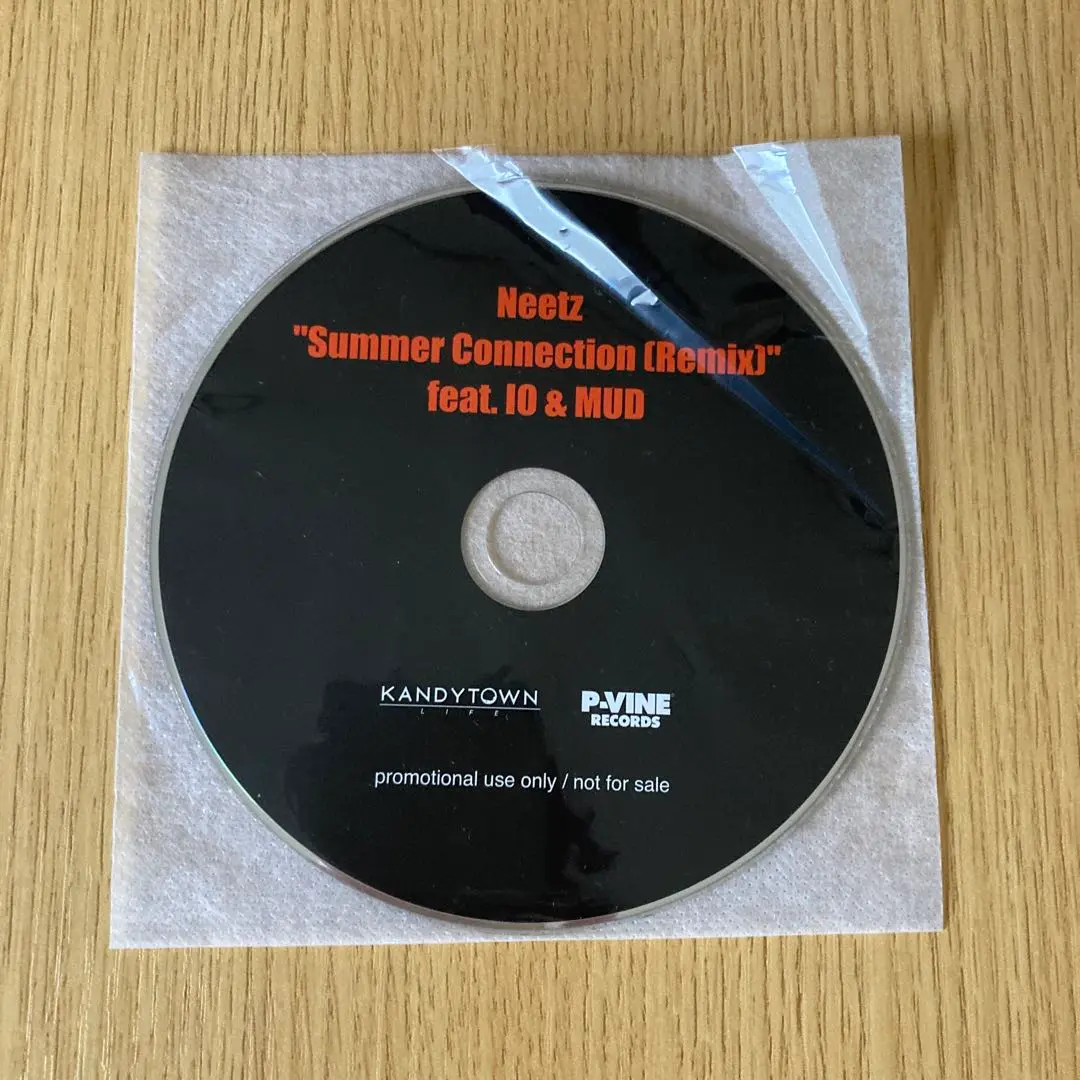 Neetz
"Summer Connection (Remix)"
feat. IO & MUD
KANDYTOWN
LIFE
P-VINE
RECORDS
promotional use only / not for sale